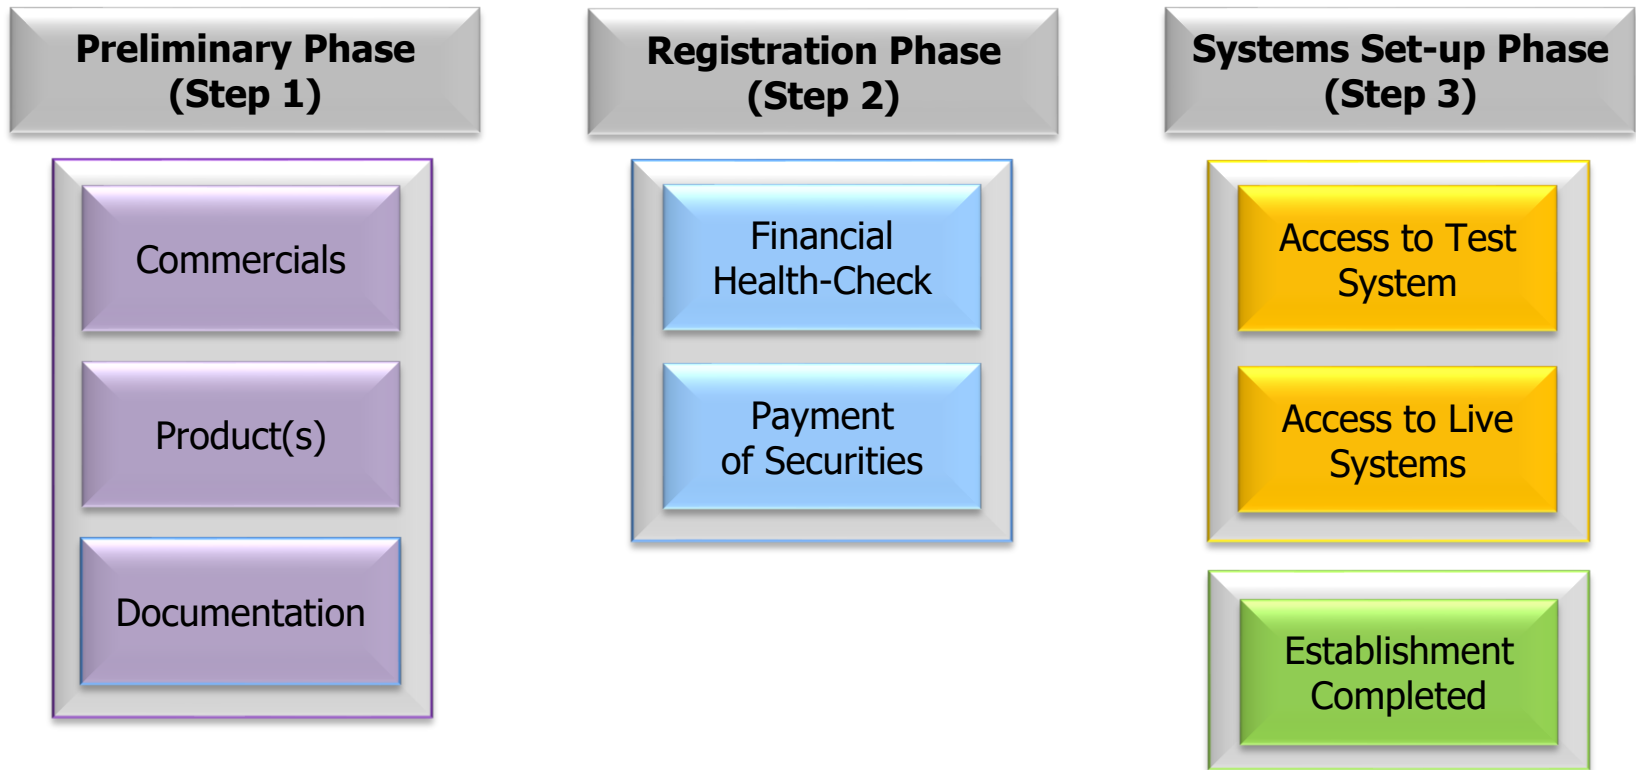 Preliminary Phase
(Step 1)
Commercials
Product(s)
Documentation
Registration Phase
(Step 2)
Financial
Health-Check
Payment
of Securities
Systems Set-up Phase
(Step 3)
Access to Test
System
Access to Live
Systems
Establishment
Completed